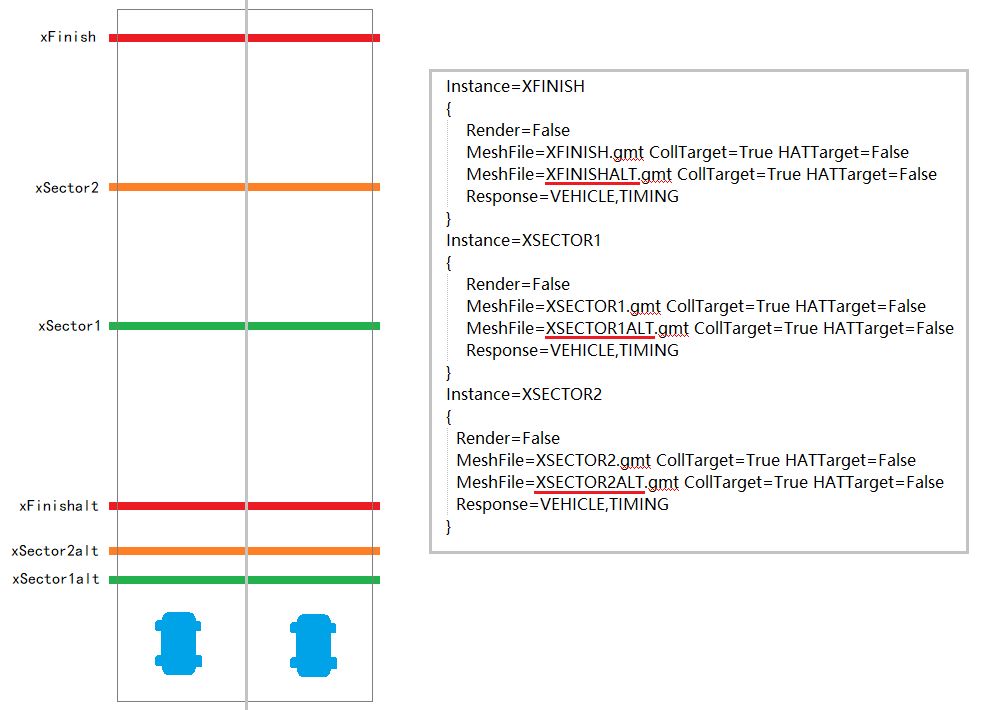 xFinish
xSector2
xSector1
xFinishalt
xSector2alt
xSector1alt
Instance=XFINISH
{
Render=False
MeshFile=XFINISH.gmt CollTarget=True HATTarget=False
MeshFile=XFINISHALT.gmt CollTarget=True HATTarget=False
Response=VEHICLE,TIMING
}
Instance=XSECTOR1
{
Render=False
MeshFile=XSECTOR1.gmt CollTarget=True HATTarget=False
MeshFile=XSECTOR1ALT.gmt CollTarget=True HATTarget=False
Response=VEHICLE,TIMING
}
Instance=XSECTOR2
{
Render=False
MeshFile=XSECTOR2.gmt CollTarget=True HATTarget=False
MeshFile=XSECTOR2ALT.gmt CollTarget=True HATTarget=False
Response=VEHICLE,TIMING
}